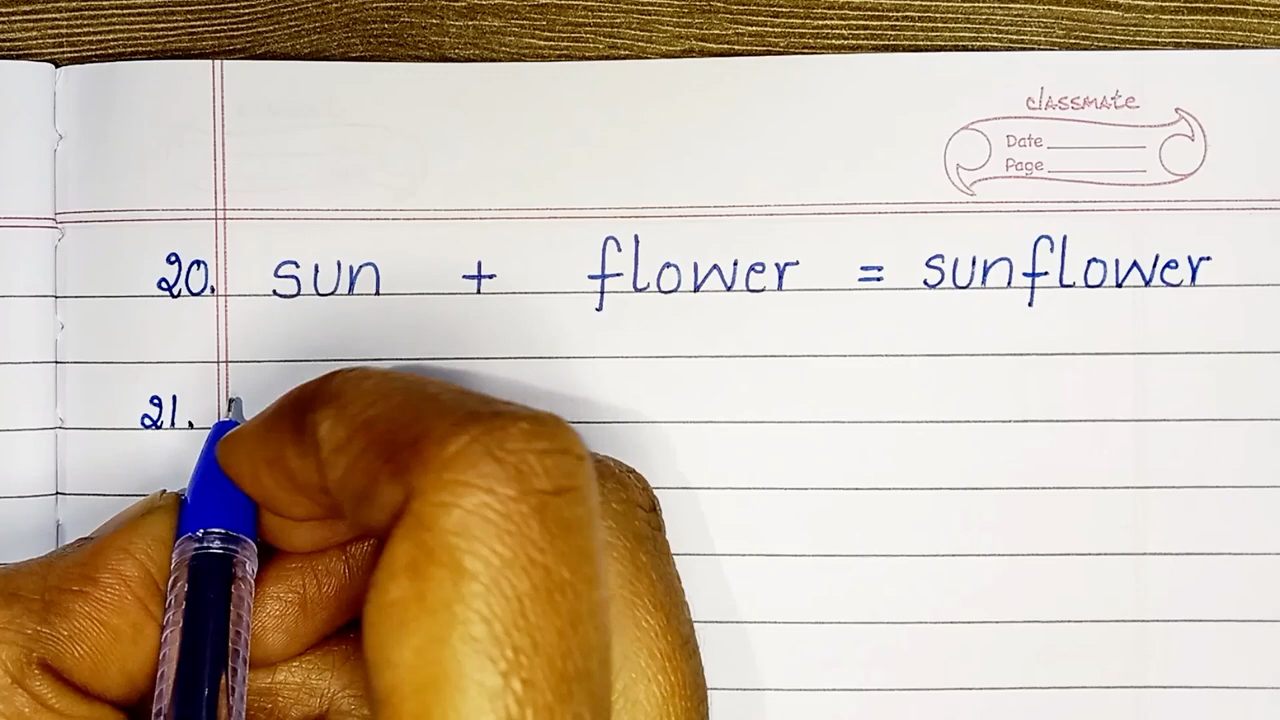 classmate
Date
Page
20. sun + flower = sunflower
21.